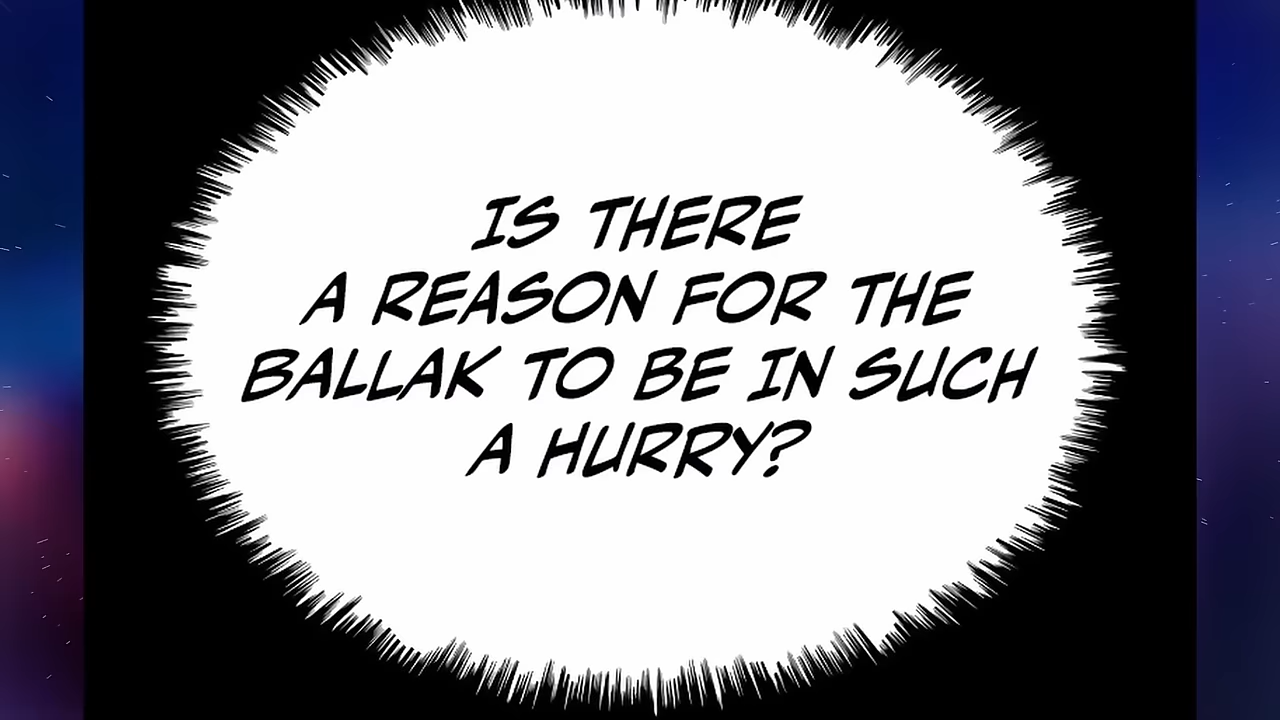 IS THERE
A REASON FOR THE
BALLAK TO BE IN SUCH
A HURRY?